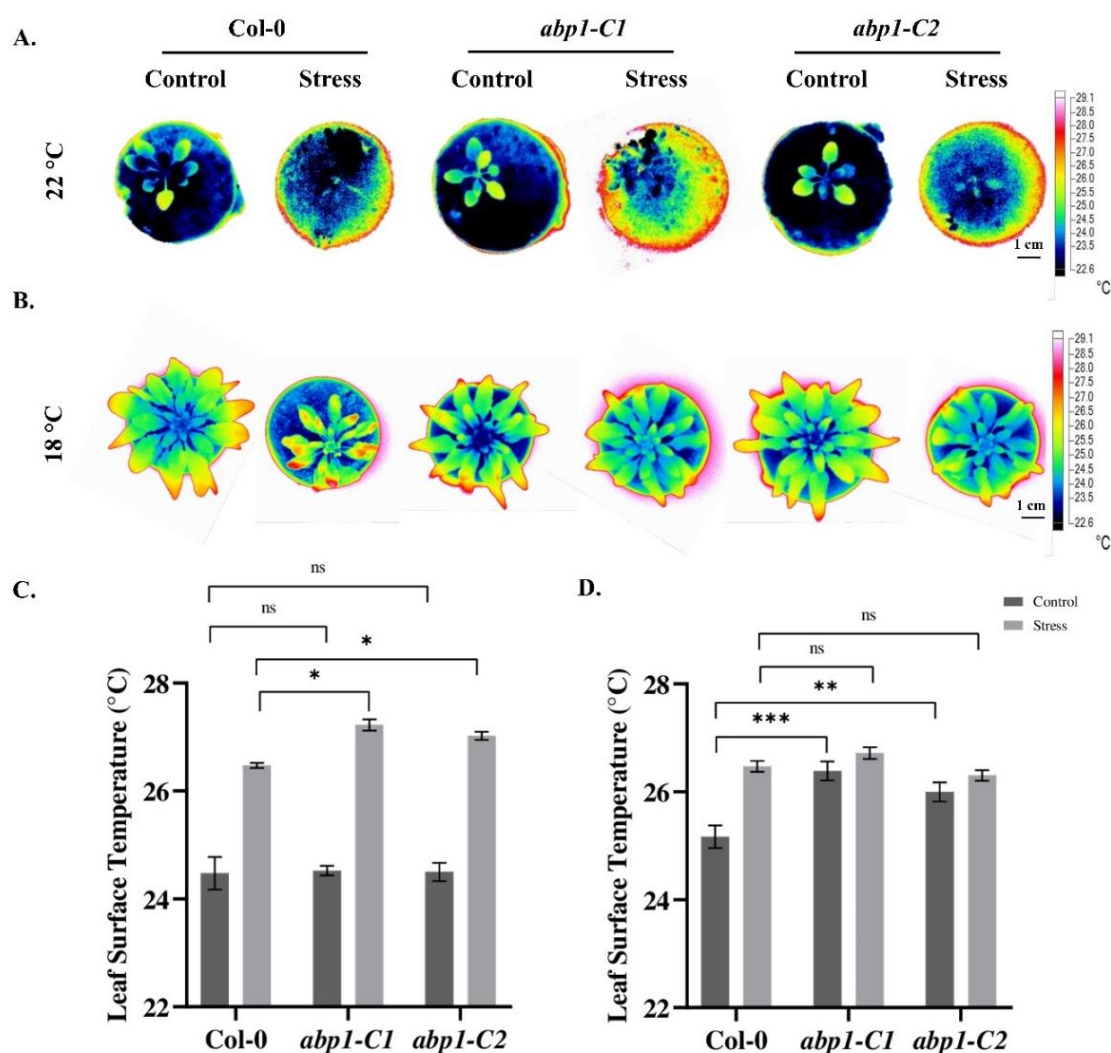 A.
Col-0 abp1-C1 abp1-C2
Control Stress Control Stress Control Stress
22 °C
29.1
28.5
28.0
27.5
27.0
26.5
26.0
25.5
25.0
24.5
24.0
23.5
22.6
°C
1 cm
B.
18 °C
29.1
28.5
28.0
27.5
27.0
26.5
26.0
25.5
25.0
24.5
24.0
23.5
22.6
°C
1 cm
C.
ns
ns
*
*
Leaf Surface Temperature (°C)
28
26
24
22
Col-0 abp1-C1 abp1-C2
D.
Control
Stress
ns
ns
**
***
Leaf Surface Temperature (°C)
28
26
24
22
Col-0 abp1-C1 abp1-C2